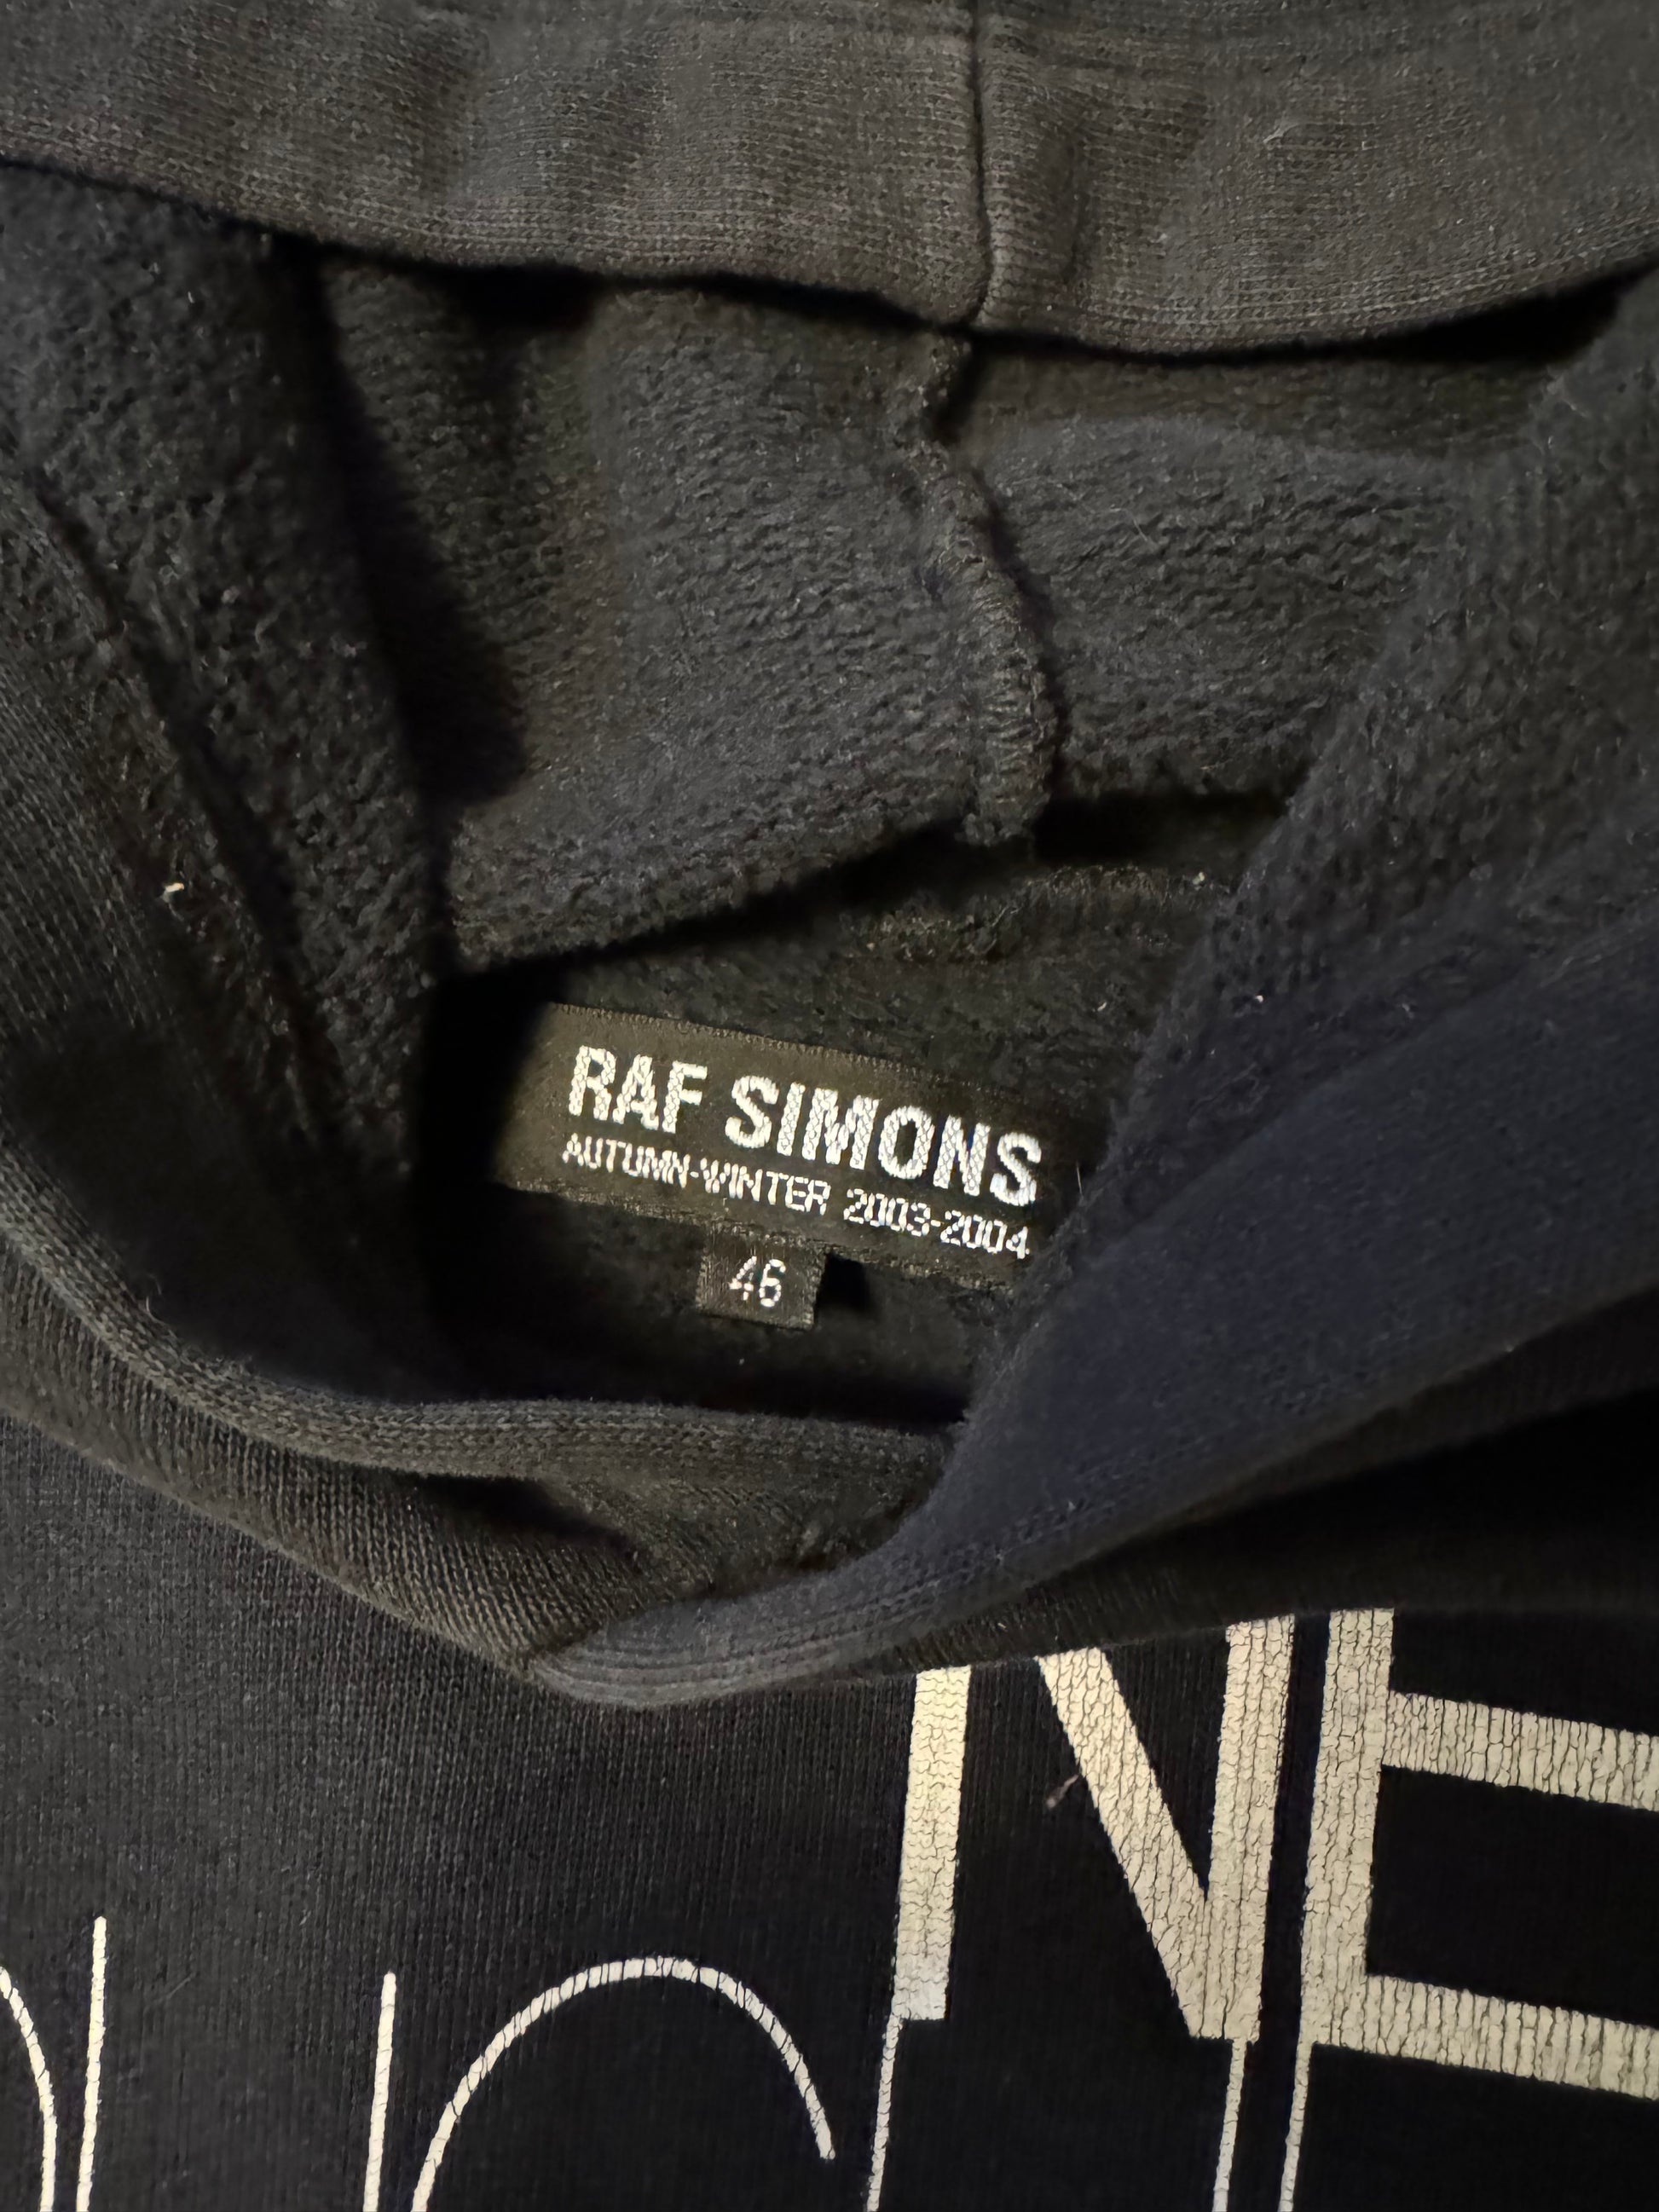 RAF SIMONS
AUTUMN-WINTER 2003-2004
46
NE